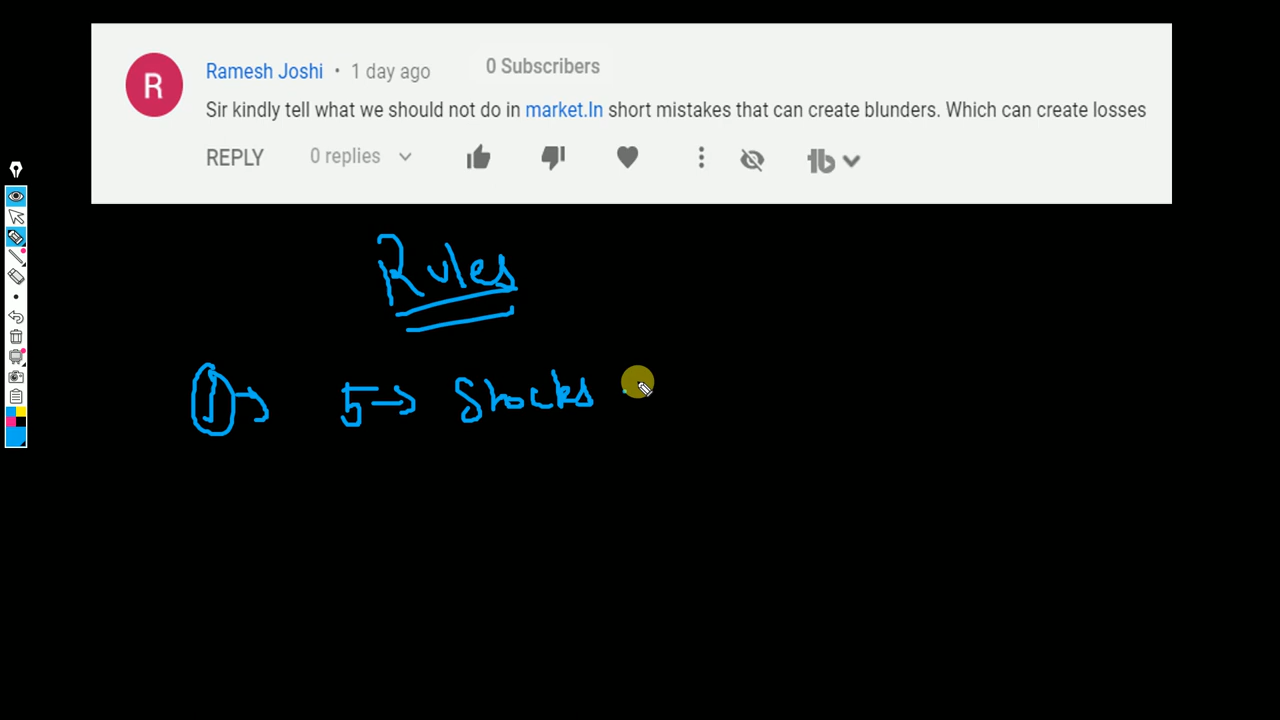 R Ramesh Joshi • 1 day ago 0 Subscribers
Sir kindly tell what we should not do in market.In short mistakes that can create blunders. Which can create losses
REPLY 0 replies
Rules
1→ 5→ Stocks